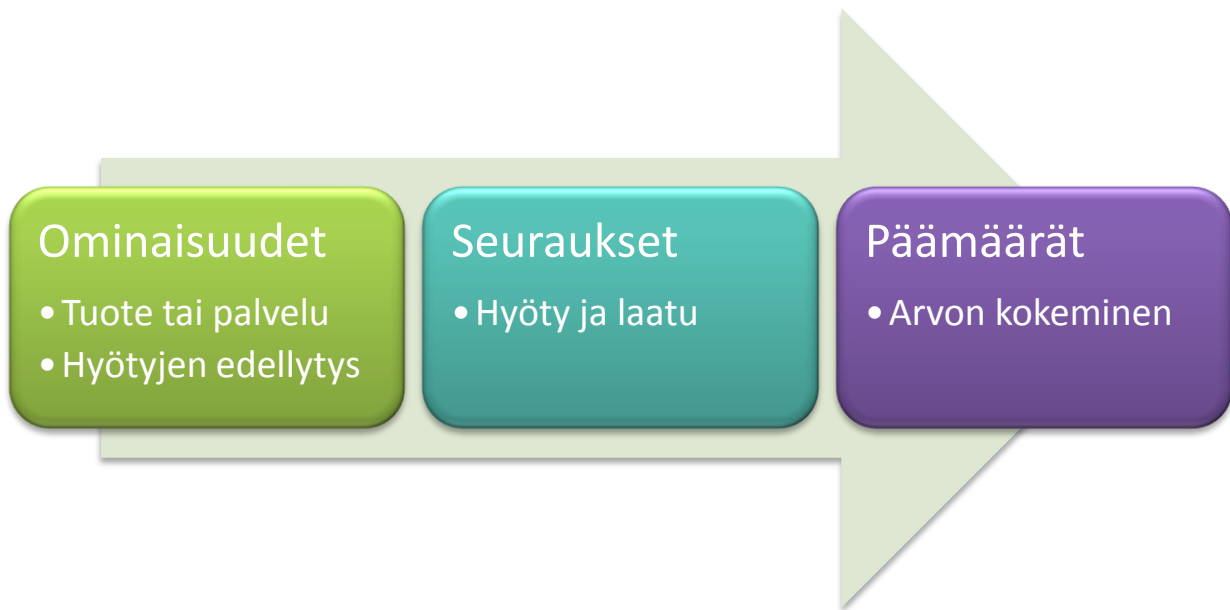 Ominaisuudet
• Tuote tai palvelu
• Hyötyjen edellytys
Seuraukset
• Hyöty ja laatu
Päämäärät
• Arvon kokeminen